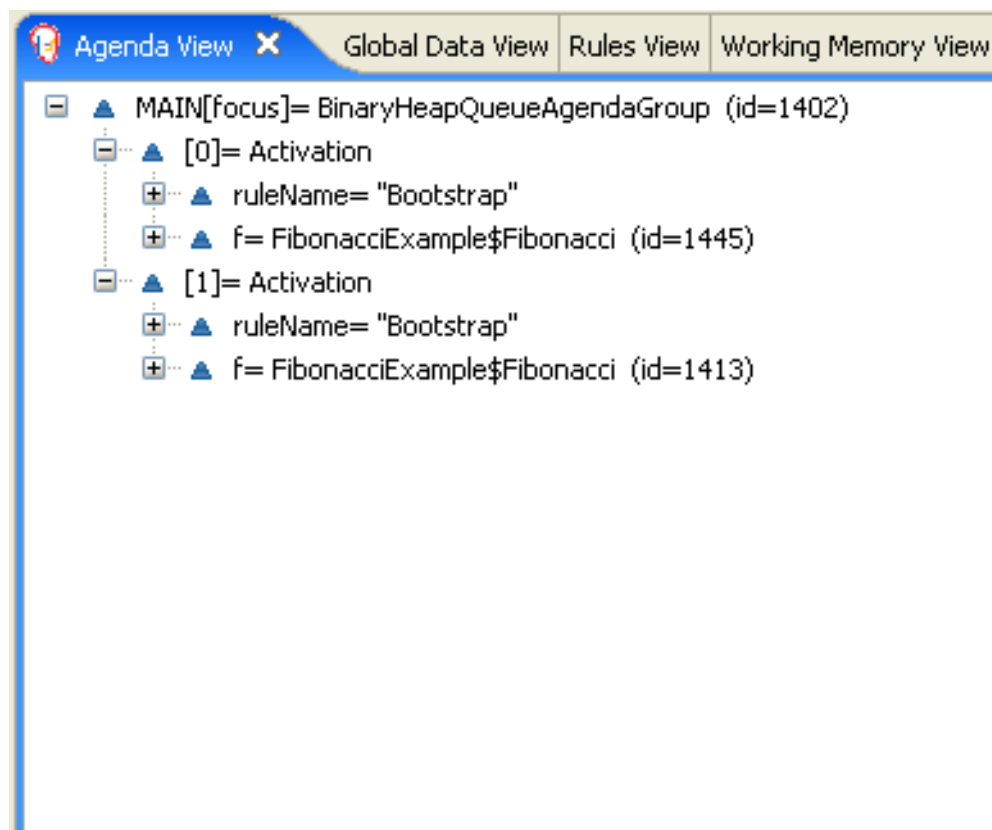 Agenda View Global Data View Rules View Working Memory View
MAIN[focus]= BinaryHeapQueueAgendaGroup (id=1402)
[0]= Activation
ruleName= "Bootstrap"
f= FibonacciExample$Fibonacci (id=1445)
[1]= Activation
ruleName= "Bootstrap"
f= FibonacciExample$Fibonacci (id=1413)